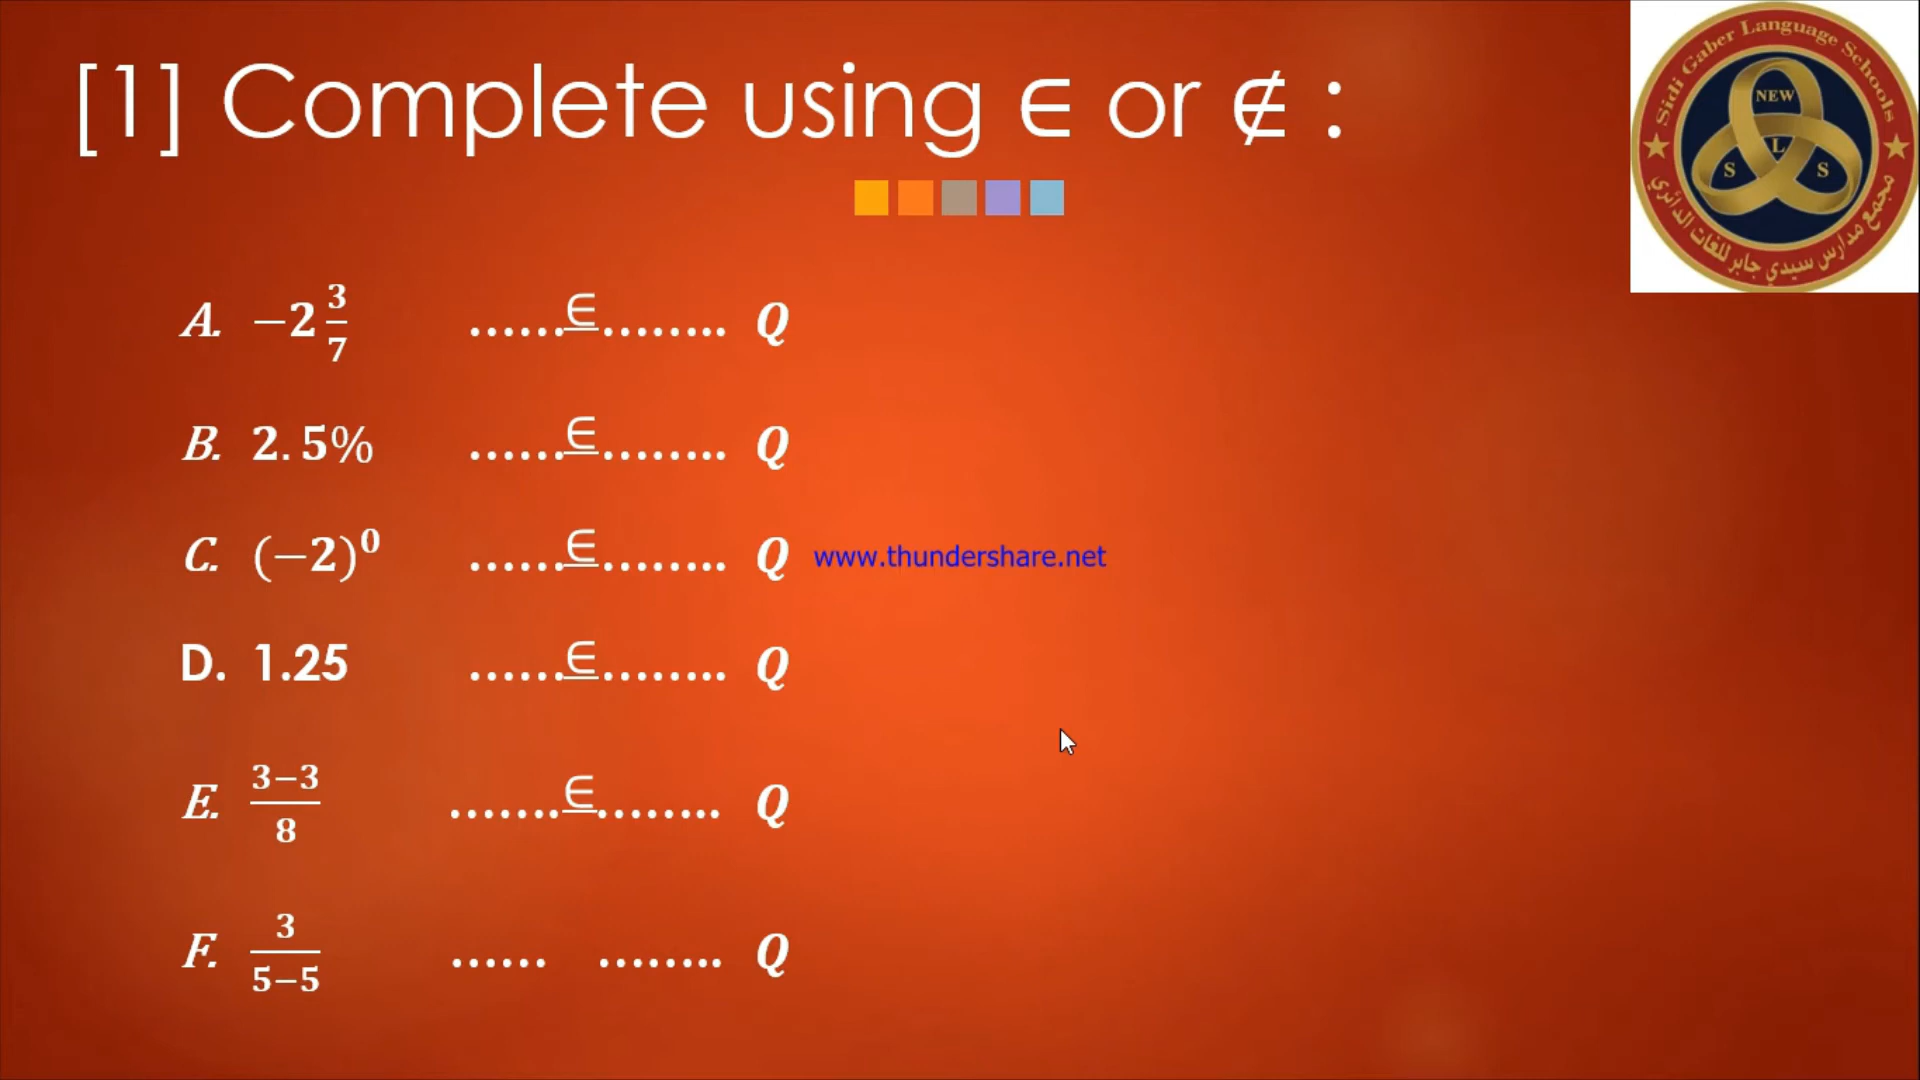 [1] Complete using ∈ or ∉ :
Sidi Gaber Language Schools
NEW
L
S S
مجمع مدارس سيدي جابر للغات الدائري
A. −2 3/7 ......∈........ Q
B. 2.5% ......∈........ Q
C. (−2)⁰ ......∈........ Q www.thundershare.net
D. 1.25 ......∈........ Q
E. (3−3)/8 .......∈........ Q
F. 3/(5−5) ...... ........ Q